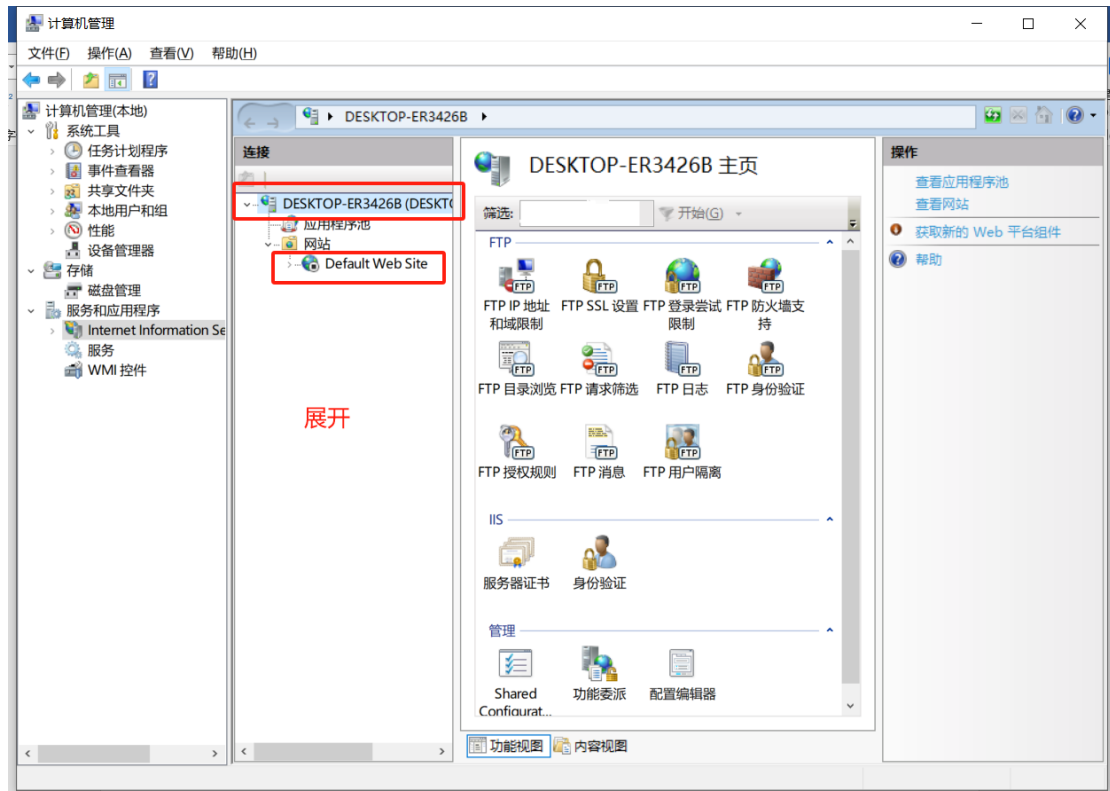 计算机管理
文件(F) 操作(A) 查看(V) 帮助(H)
计算机管理(本地)
系统工具
任务计划程序
事件查看器
共享文件夹
本地用户和组
性能
设备管理器
存储
磁盘管理
服务和应用程序
Internet Information Se
服务
WMI 控件
DESKTOP-ER3426B
连接
DESKTOP-ER3426B (DESKT
应用程序池
网站
Default Web Site
展开
DESKTOP-ER3426B 主页
筛选: 开始(G)
FTP
FTP IP 地址和域限制
FTP SSL 设置
FTP 登录尝试限制
FTP 防火墙支持
FTP 目录浏览
FTP 请求筛选
FTP 日志
FTP 身份验证
FTP 授权规则
FTP 消息
FTP 用户隔离
IIS
服务器证书
身份验证
管理
Shared Configurat...
功能委派
配置编辑器
功能视图 内容视图
操作
查看应用程序池
查看网站
获取新的 Web 平台组件
帮助